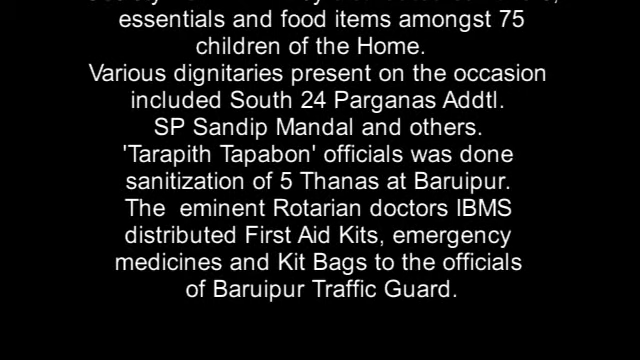 essentials and food items amongst 75
children of the Home.
Various dignitaries present on the occasion
included South 24 Parganas Addtl.
SP Sandip Mandal and others.
'Tarapith Tapabon' officials was done
sanitization of 5 Thanas at Baruipur.
The  eminent Rotarian doctors IBMS
distributed First Aid Kits, emergency
medicines and Kit Bags to the officials
of Baruipur Traffic Guard.